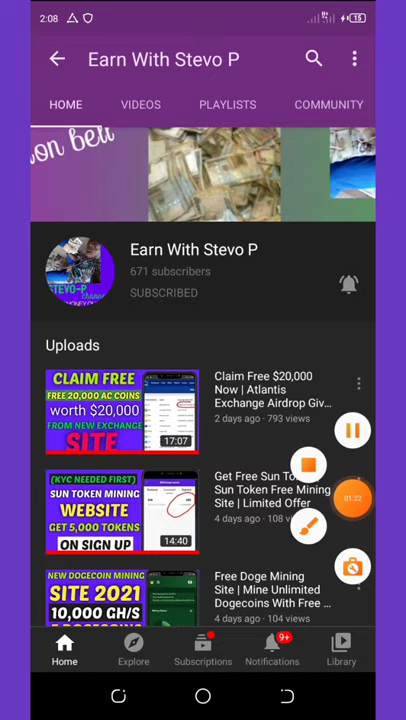 2:08
15
Earn With Stevo P
HOME VIDEOS PLAYLISTS COMMUNITY
on bell
Earn With Stevo P
671 subscribers
SUBSCRIBED
STEVO-P
Uploads
CLAIM FREE
FREE 20,000 AC COINS
worth $20,000
FROM NEW EXCHANGE
SITE
17:07
Claim Free $20,000
Now | Atlantis
Exchange Airdrop Giv...
2 days ago · 793 views
01:22
(KYC NEEDED FIRST)
SUN TOKEN MINING
WEBSITE
GET 5,000 TOKENS
ON SIGN UP
14:40
Get Free Sun To
Sun Token Free Mining
Site | Limited Offer
4 days ago · 108 v
NEW DOGECOIN MINING
SITE 2021
10,000 GH/S
Free Doge Mining
Site | Mine Unlimited
Dogecoins With Free ...
4 days ago · 104 views
Home Explore Subscriptions Notifications Library
9+